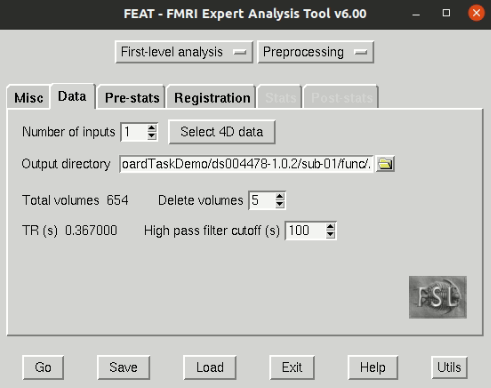 FEAT - FMRI Expert Analysis Tool v6.00
First-level analysis Preprocessing
Misc Data Pre-stats Registration Stats Post-stats
Number of inputs 1 Select 4D data
Output directory oardTaskDemo/ds004478-1.0.2/sub-01/func/.
Total volumes 654 Delete volumes 5
TR (s) 0.367000 High pass filter cutoff (s) 100
FSL
Go Save Load Exit Help Utils